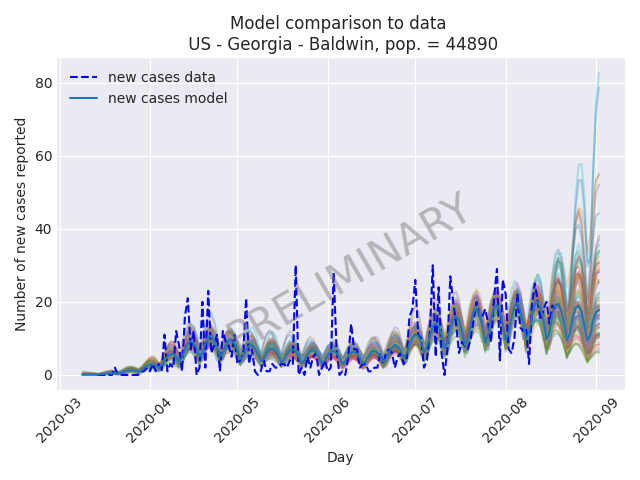 Model comparison to data
US - Georgia - Baldwin, pop. = 44890
new cases data
new cases model
Number of new cases reported
80
60
40
20
0
PRELIMINARY
2020-03
2020-04
2020-05
2020-06
2020-07
2020-08
2020-09
Day